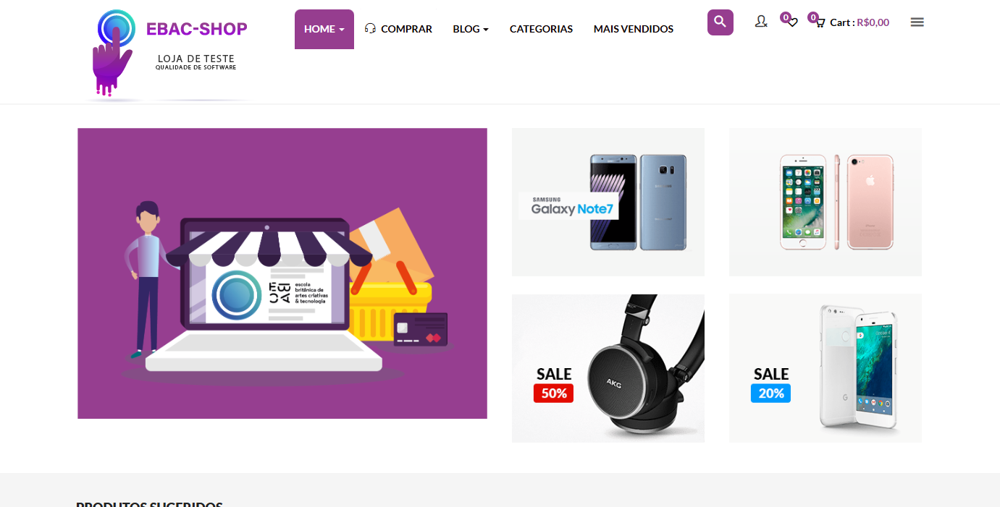 EBAC-SHOP
LOJA DE TESTE
QUALIDADE DE SOFTWARE
HOME
COMPRAR
BLOG
CATEGORIAS
MAIS VENDIDOS
0
0
Cart : R$0,00
escola
britânica de
artes criativas
& tecnologia
EBAC
SAMSUNG
Galaxy Note7
SALE
50%
AKG
SALE
20%
G
PRODUTOS SUGERIDOS